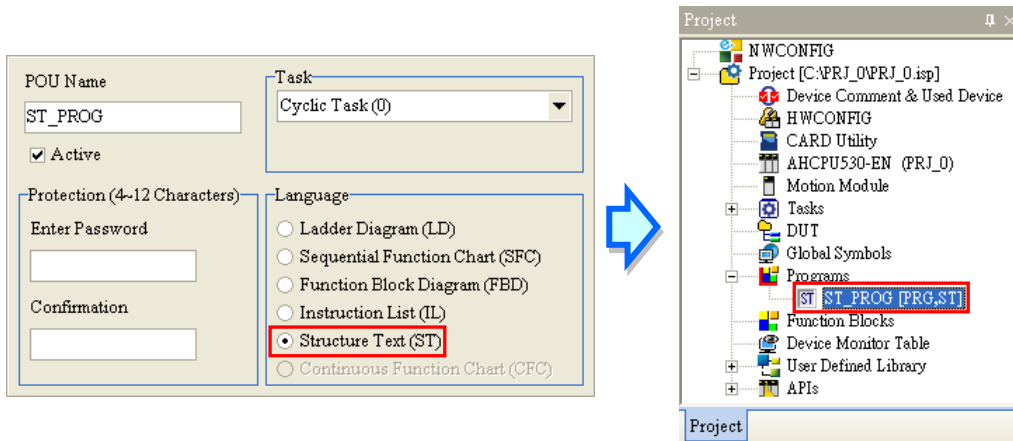 POU Name
ST_PROG
Active
Task
Cyclic Task (0)
Protection (4~12 Characters)
Enter Password
Confirmation
Language
Ladder Diagram (LD)
Sequential Function Chart (SFC)
Function Block Diagram (FBD)
Instruction List (IL)
Structure Text (ST)
Continuous Function Chart (CFC)
Project
NWCONFIG
Project [C:\PRJ_0\PRJ_0.isp]
Device Comment & Used Device
HWCONFIG
CARD Utility
AHCPU530-EN (PRJ_0)
Motion Module
Tasks
DUT
Global Symbols
Programs
ST ST_PROG [PRG,ST]
Function Blocks
Device Monitor Table
User Defined Library
APIs
Project